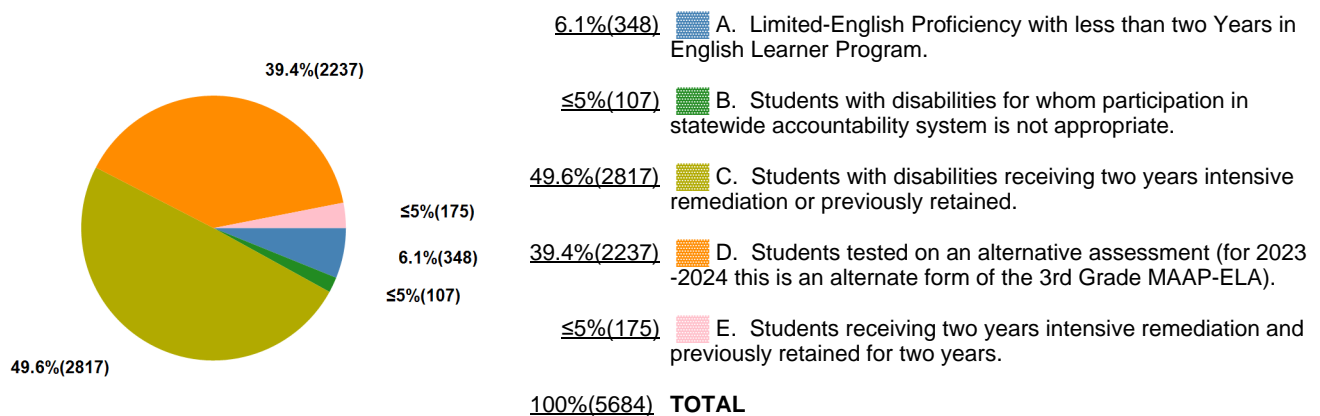 39.4%(2237)
≤5%(175)
6.1%(348)
≤5%(107)
49.6%(2817)
6.1%(348) A. Limited-English Proficiency with less than two Years in
English Learner Program.
≤5%(107) B. Students with disabilities for whom participation in
statewide accountability system is not appropriate.
49.6%(2817) C. Students with disabilities receiving two years intensive
remediation or previously retained.
39.4%(2237) D. Students tested on an alternative assessment (for 2023
-2024 this is an alternate form of the 3rd Grade MAAP-ELA).
≤5%(175) E. Students receiving two years intensive remediation and
previously retained for two years.
100%(5684) TOTAL